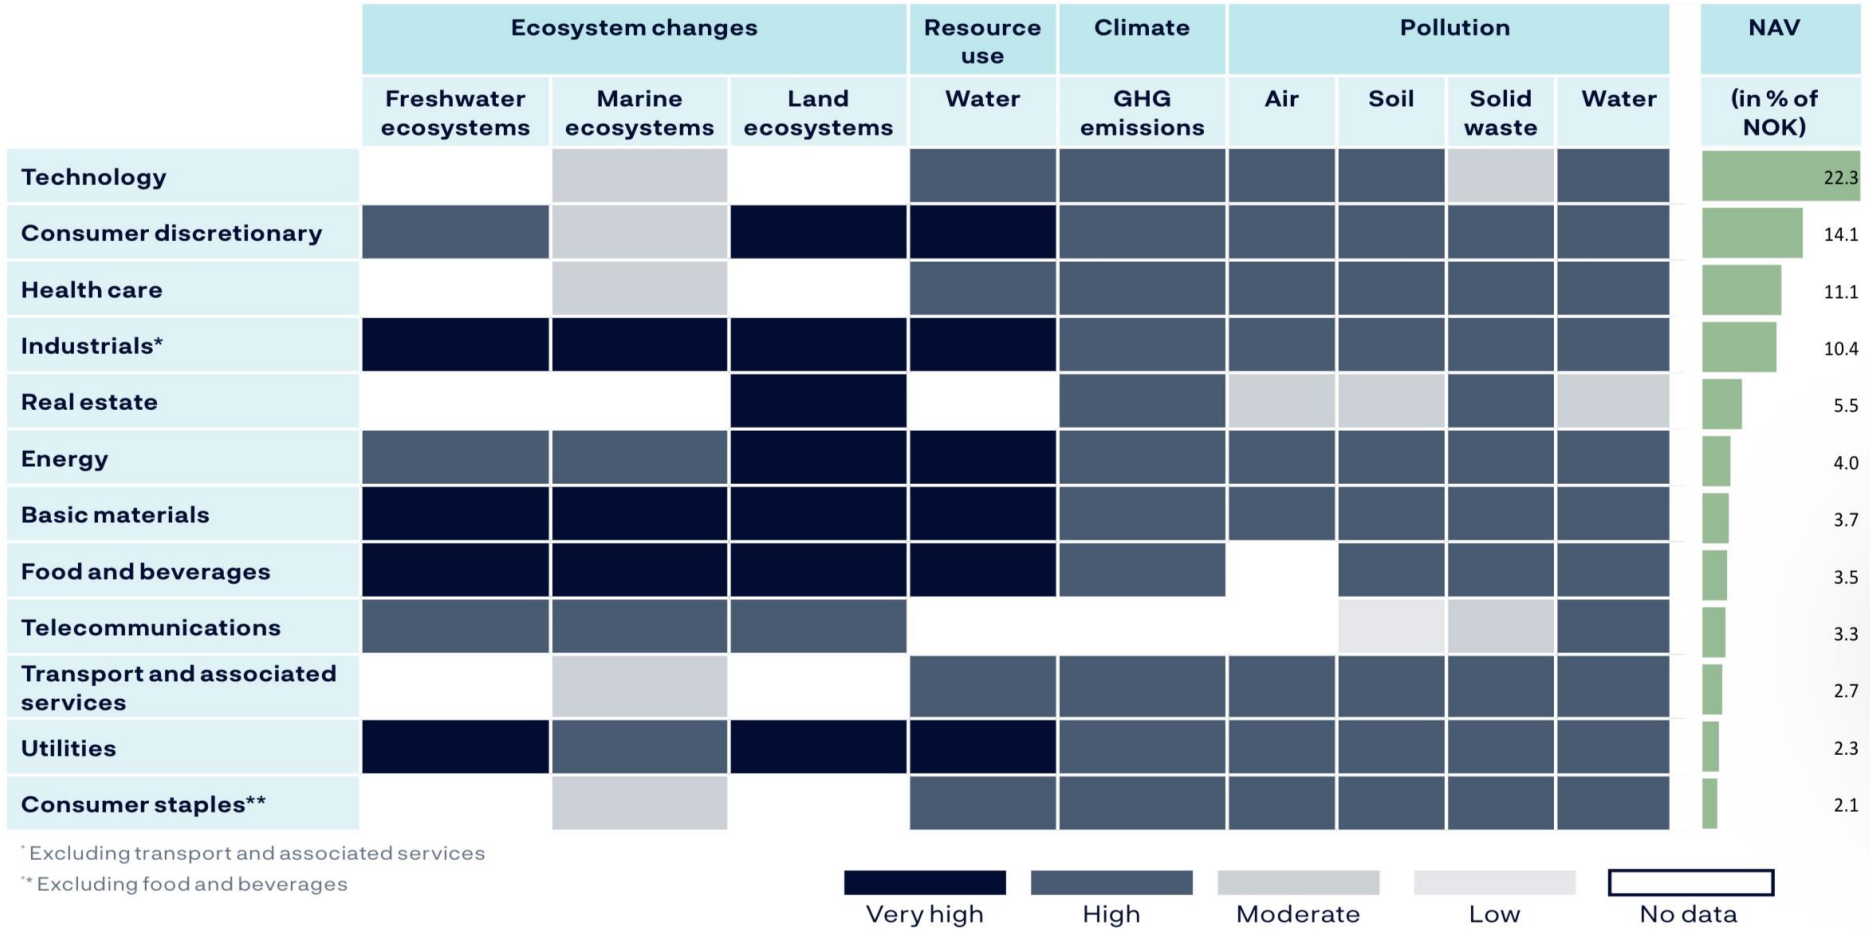 Ecosystem changes
Resource
use
Climate
Pollution
NAV
Freshwater
ecosystems
Marine
ecosystems
Land
ecosystems
Water
GHG
emissions
Air
Soil
Solid
waste
Water
(in % of
NOK)
Technology
22.3
Consumer discretionary
14.1
Health care
11.1
Industrials*
10.4
Real estate
5.5
Energy
4.0
Basic materials
3.7
Food and beverages
3.5
Telecommunications
3.3
Transport and associated
services
2.7
Utilities
2.3
Consumer staples**
2.1
* Excluding transport and associated services
** Excluding food and beverages
Very high
High
Moderate
Low
No data